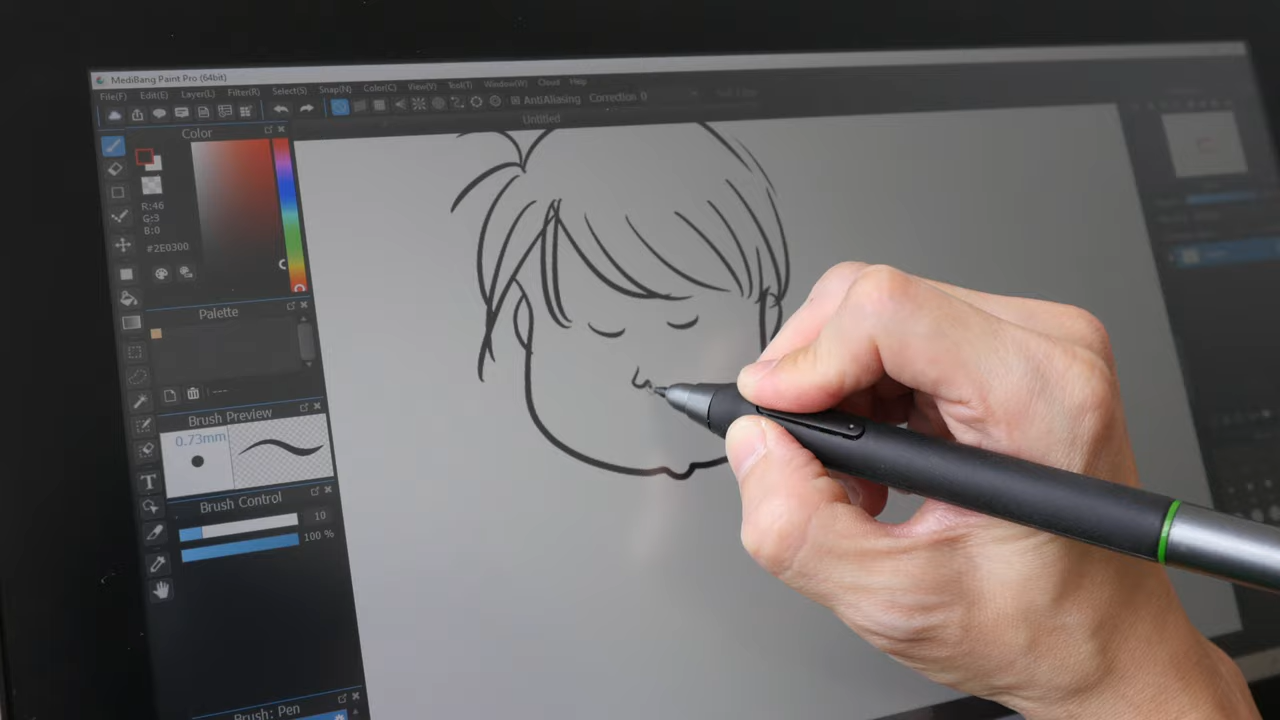 MediBang Paint Pro (64bit)
File(F) Edit(E) Layer(L) Filter(R) Select(S) Snap(N) Color(C) View(V) Tool(T) Window(W) Cloud Help
AntiAliasing Correction 0
Untitled
Color
R:46
G:3
B:0
#2E0300
Palette
---
Brush Preview
0.73mm
T
Brush Control
10
100 %
Brush: Pen